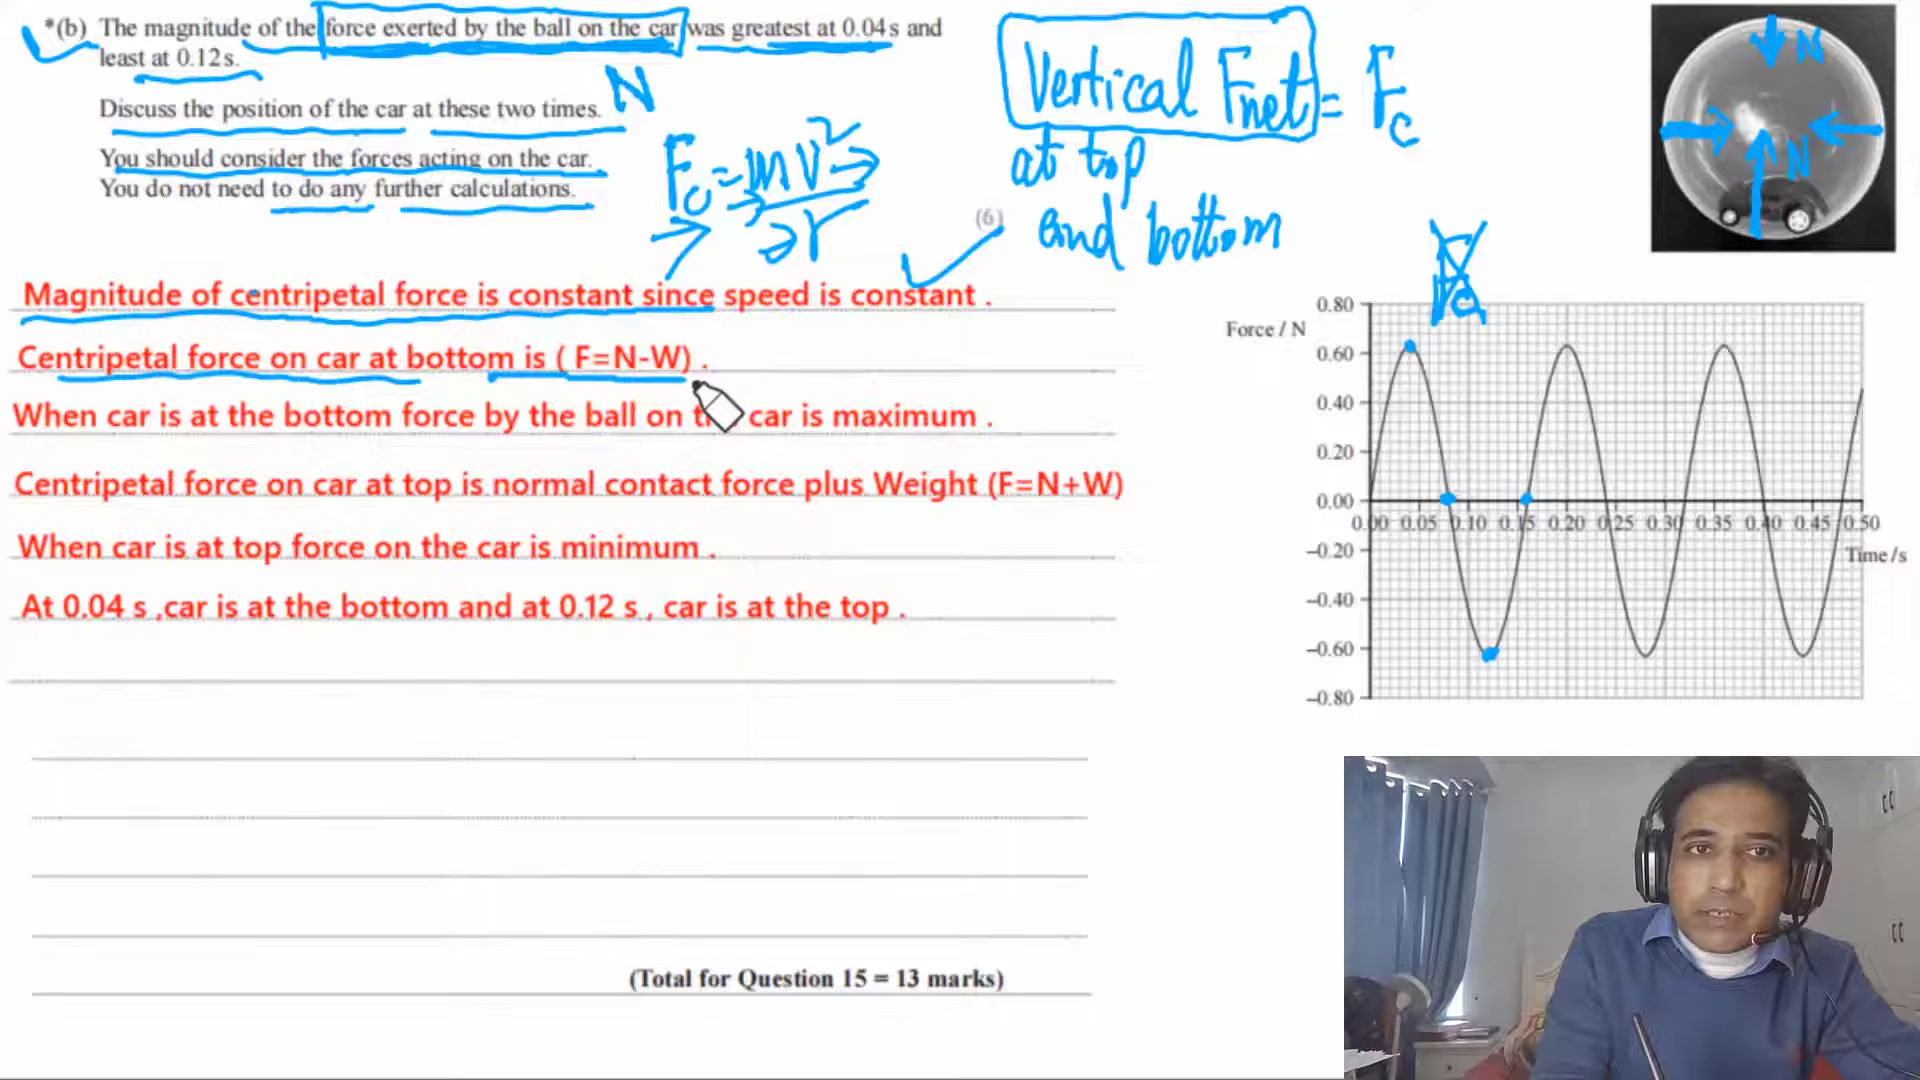 *(b) The magnitude of the force exerted by the ball on the car was greatest at 0.04 s and
least at 0.12 s.
N
Discuss the position of the car at these two times.
You should consider the forces acting on the car.
You do not need to do any further calculations.
Fc = mv²
r
(6)
Vertical Fnet = Fc
at top
and bottom
N
N
Magnitude of centripetal force is constant since speed is constant .
Centripetal force on car at bottom is ( F=N-W) .
When car is at the bottom force by the ball on car is maximum .
Centripetal force on car at top is normal contact force plus Weight (F=N+W)
When car is at top force on the car is minimum .
At 0.04 s ,car is at the bottom and at 0.12 s , car is at the top .
(Total for Question 15 = 13 marks)
Force / N
0.80
0.60
0.40
0.20
0.00
−0.20
−0.40
−0.60
−0.80
0.00 0.05 0.10 0.15 0.20 0.25 0.30 0.35 0.40 0.45 0.50
Time / s